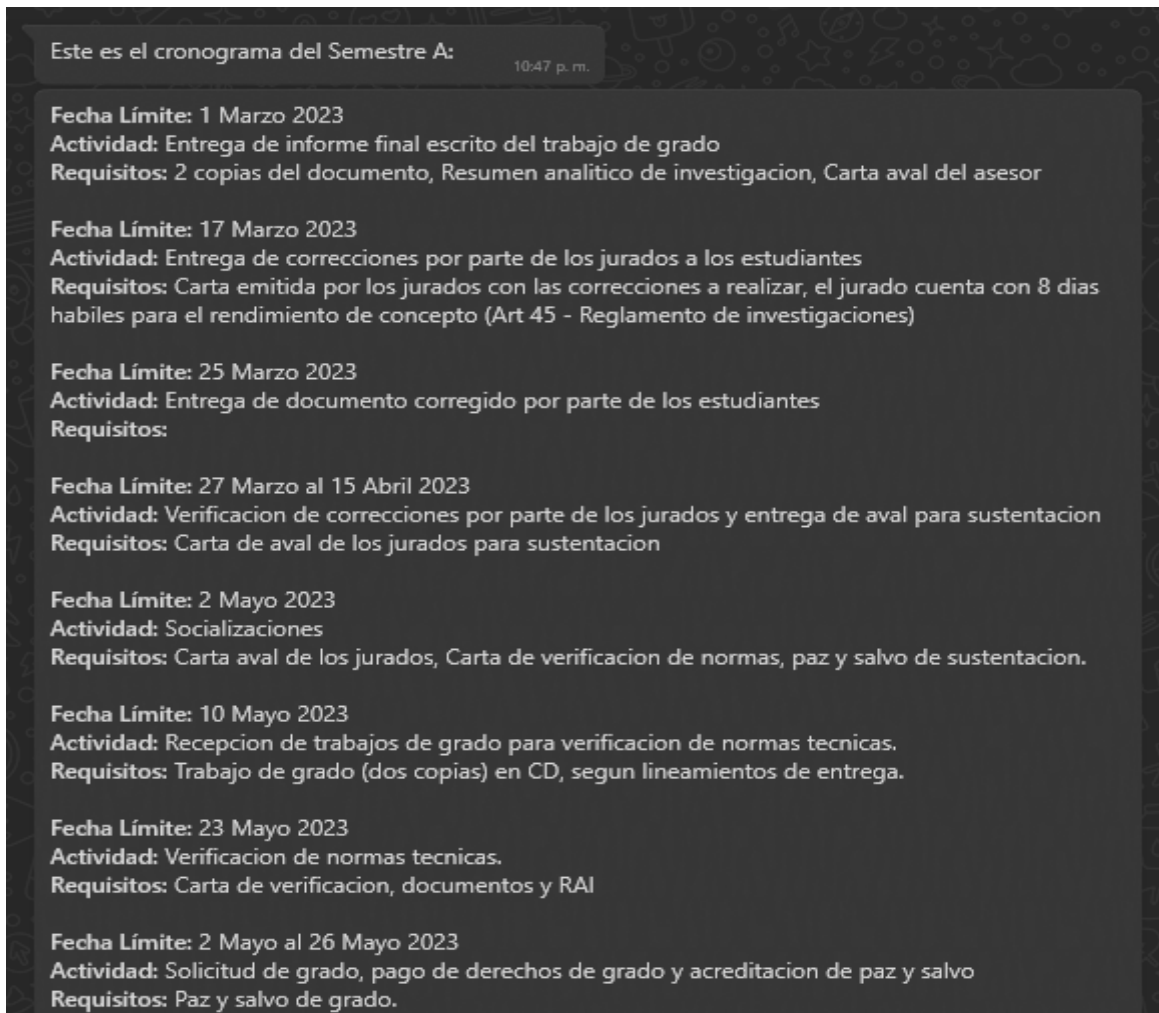 Este es el cronograma del Semestre A:
10:47 p. m.
Fecha Límite: 1 Marzo 2023
Actividad: Entrega de informe final escrito del trabajo de grado
Requisitos: 2 copias del documento, Resumen analitico de investigacion, Carta aval del asesor
Fecha Límite: 17 Marzo 2023
Actividad: Entrega de correcciones por parte de los jurados a los estudiantes
Requisitos: Carta emitida por los jurados con las correcciones a realizar, el jurado cuenta con 8 dias
habiles para el rendimiento de concepto (Art 45 - Reglamento de investigaciones)
Fecha Límite: 25 Marzo 2023
Actividad: Entrega de documento corregido por parte de los estudiantes
Requisitos:
Fecha Límite: 27 Marzo al 15 Abril 2023
Actividad: Verificacion de correcciones por parte de los jurados y entrega de aval para sustentacion
Requisitos: Carta de aval de los jurados para sustentacion
Fecha Límite: 2 Mayo 2023
Actividad: Socializaciones
Requisitos: Carta aval de los jurados, Carta de verificacion de normas, paz y salvo de sustentacion.
Fecha Límite: 10 Mayo 2023
Actividad: Recepcion de trabajos de grado para verificacion de normas tecnicas.
Requisitos: Trabajo de grado (dos copias) en CD, segun lineamientos de entrega.
Fecha Límite: 23 Mayo 2023
Actividad: Verificacion de normas tecnicas.
Requisitos: Carta de verificacion, documentos y RAI
Fecha Límite: 2 Mayo al 26 Mayo 2023
Actividad: Solicitud de grado, pago de derechos de grado y acreditacion de paz y salvo
Requisitos: Paz y salvo de grado.